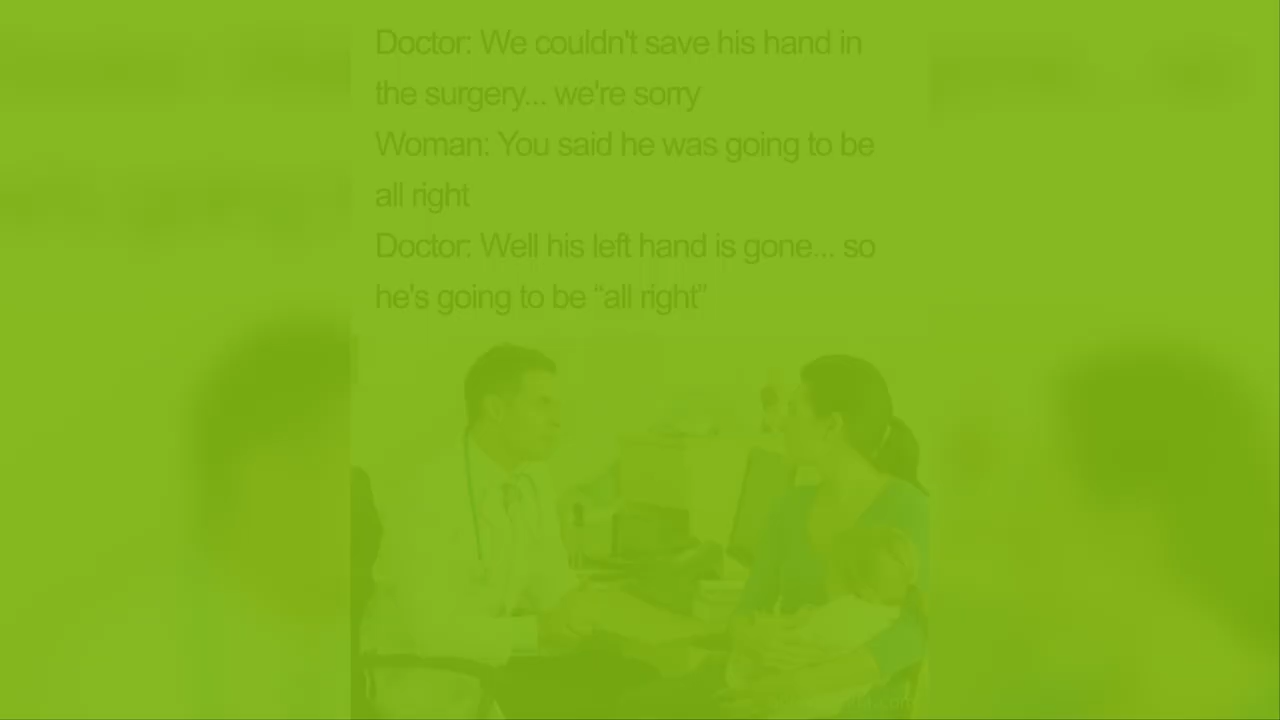 Doctor: We couldn't save his hand in
the surgery... we're sorry
Woman: You said he was going to be
all right
Doctor: Well his left hand is gone... so
he's going to be “all right”